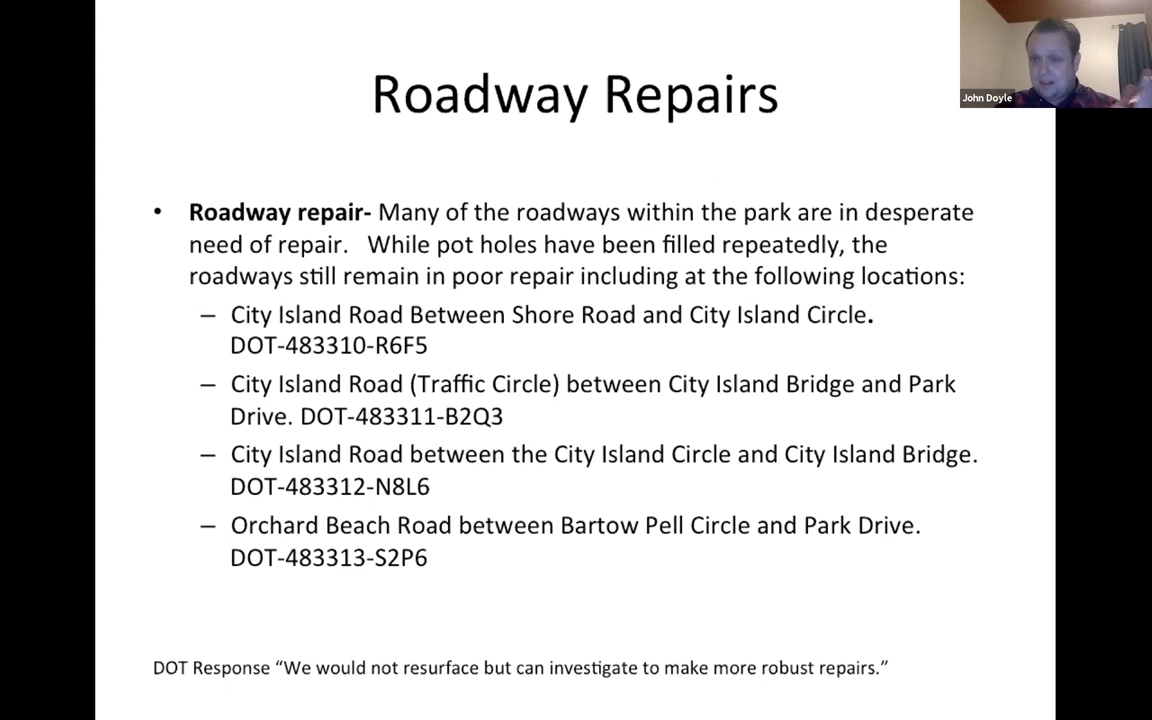 Roadway Repairs
John Doyle
• Roadway repair- Many of the roadways within the park are in desperate
need of repair. While pot holes have been filled repeatedly, the
roadways still remain in poor repair including at the following locations:
– City Island Road Between Shore Road and City Island Circle.
DOT-483310-R6F5
– City Island Road (Traffic Circle) between City Island Bridge and Park
Drive. DOT-483311-B2Q3
– City Island Road between the City Island Circle and City Island Bridge.
DOT-483312-N8L6
– Orchard Beach Road between Bartow Pell Circle and Park Drive.
DOT-483313-S2P6
DOT Response “We would not resurface but can investigate to make more robust repairs.”